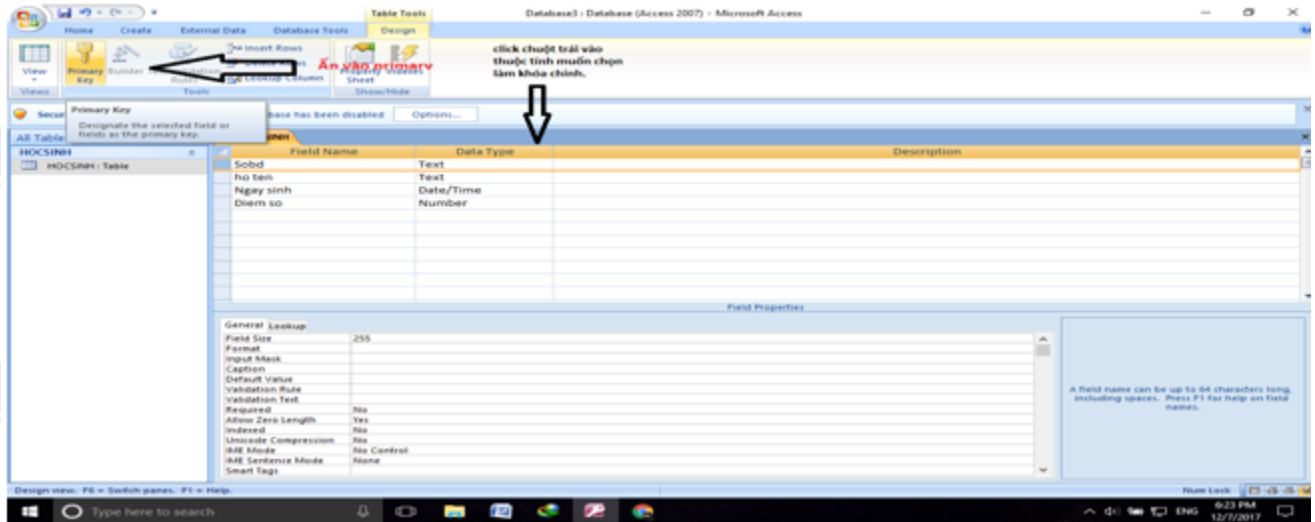 Table Tools
Database3 : Database (Access 2007) - Microsoft Access
Home Create External Data Database Tools Design
View
Primary Key
Builder
Insert Rows
Lookup Column
Property Sheet
Indexes
Views
Tools
Show/Hide
Ấn vào primary
click chuột trái vào
thuộc tính muốn chọn
làm khóa chính.
Primary Key
Designate the selected field or
fields as the primary key.
base has been disabled Options...
HOCSINH
HOCSINH : Table
Field Name Data Type Description
Sobd Text
ho ten Text
Ngay sinh Date/Time
Diem so Number
Field Properties
General Lookup
Field Size 255
Format
Input Mask
Caption
Default Value
Validation Rule
Validation Text
Required No
Allow Zero Length Yes
Indexed No
Unicode Compression No
IME Mode No Control
IME Sentence Mode None
Smart Tags
A field name can be up to 64 characters long,
including spaces. Press F1 for help on field
names.
Design view. F6 = Switch panes. F1 = Help.
Num Lock
Type here to search
ENG
6:23 PM
12/7/2017